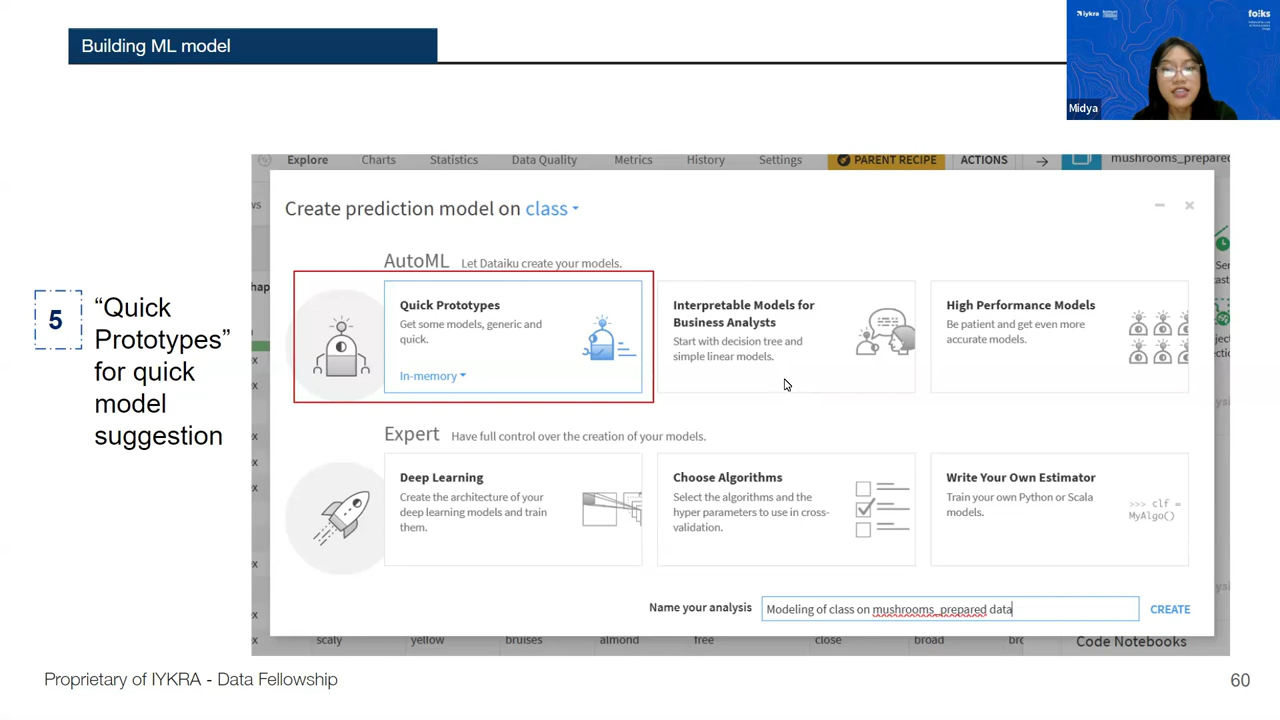 Building ML model
iykra
fo/ks
Midya
Explore Charts Statistics Data Quality Metrics History Settings PARENT RECIPE ACTIONS mushrooms_prepared
Create prediction model on class
ws
AutoML Let Dataiku create your models.
5
“Quick
Prototypes”
for quick
model
suggestion
Quick Prototypes
Get some models, generic and
quick.
In-memory
Interpretable Models for
Business Analysts
Start with decision tree and
simple linear models.
High Performance Models
Be patient and get even more
accurate models.
Expert Have full control over the creation of your models.
Deep Learning
Create the architecture of your
deep learning models and train
them.
Choose Algorithms
Select the algorithms and the
hyper parameters to use in cross-
validation.
Write Your Own Estimator
Train your own Python or Scala
models.
>>> clf =
MyAlgo()
Name your analysis Modeling of class on mushrooms_prepared data CREATE
scaly yellow bruises almond free close broad bro
Code Notebooks
Proprietary of IYKRA - Data Fellowship
60